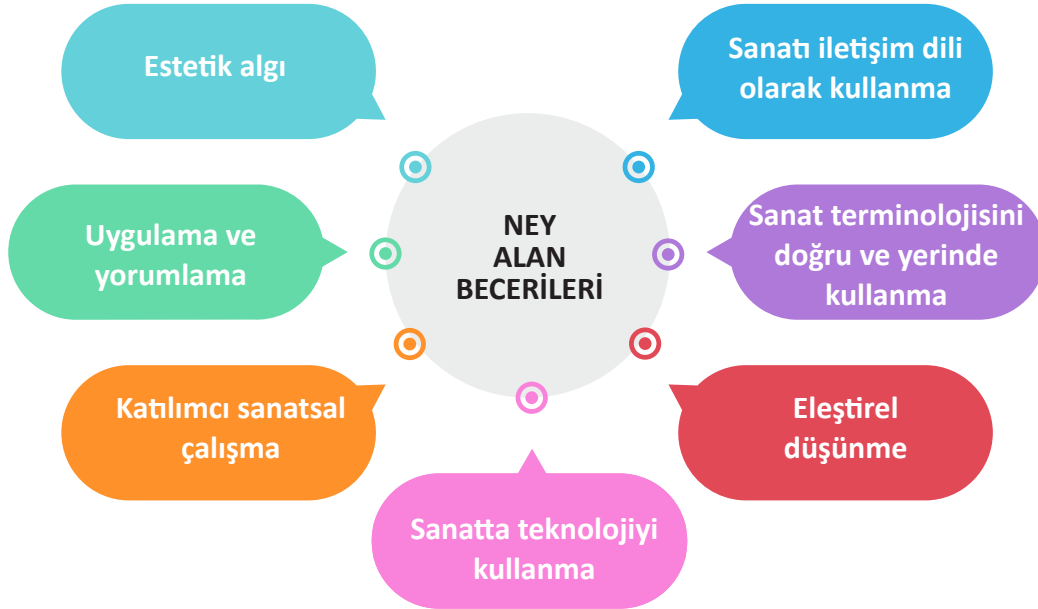 Estetik algı
Sanatı iletişim dili
olarak kullanma
Uygulama ve
yorumlama
NEY
ALAN
BECERİLERİ
Sanat terminolojisini
doğru ve yerinde
kullanma
Katılımcı sanatsal
çalışma
Eleştirel
düşünme
Sanatta teknolojiyi
kullanma